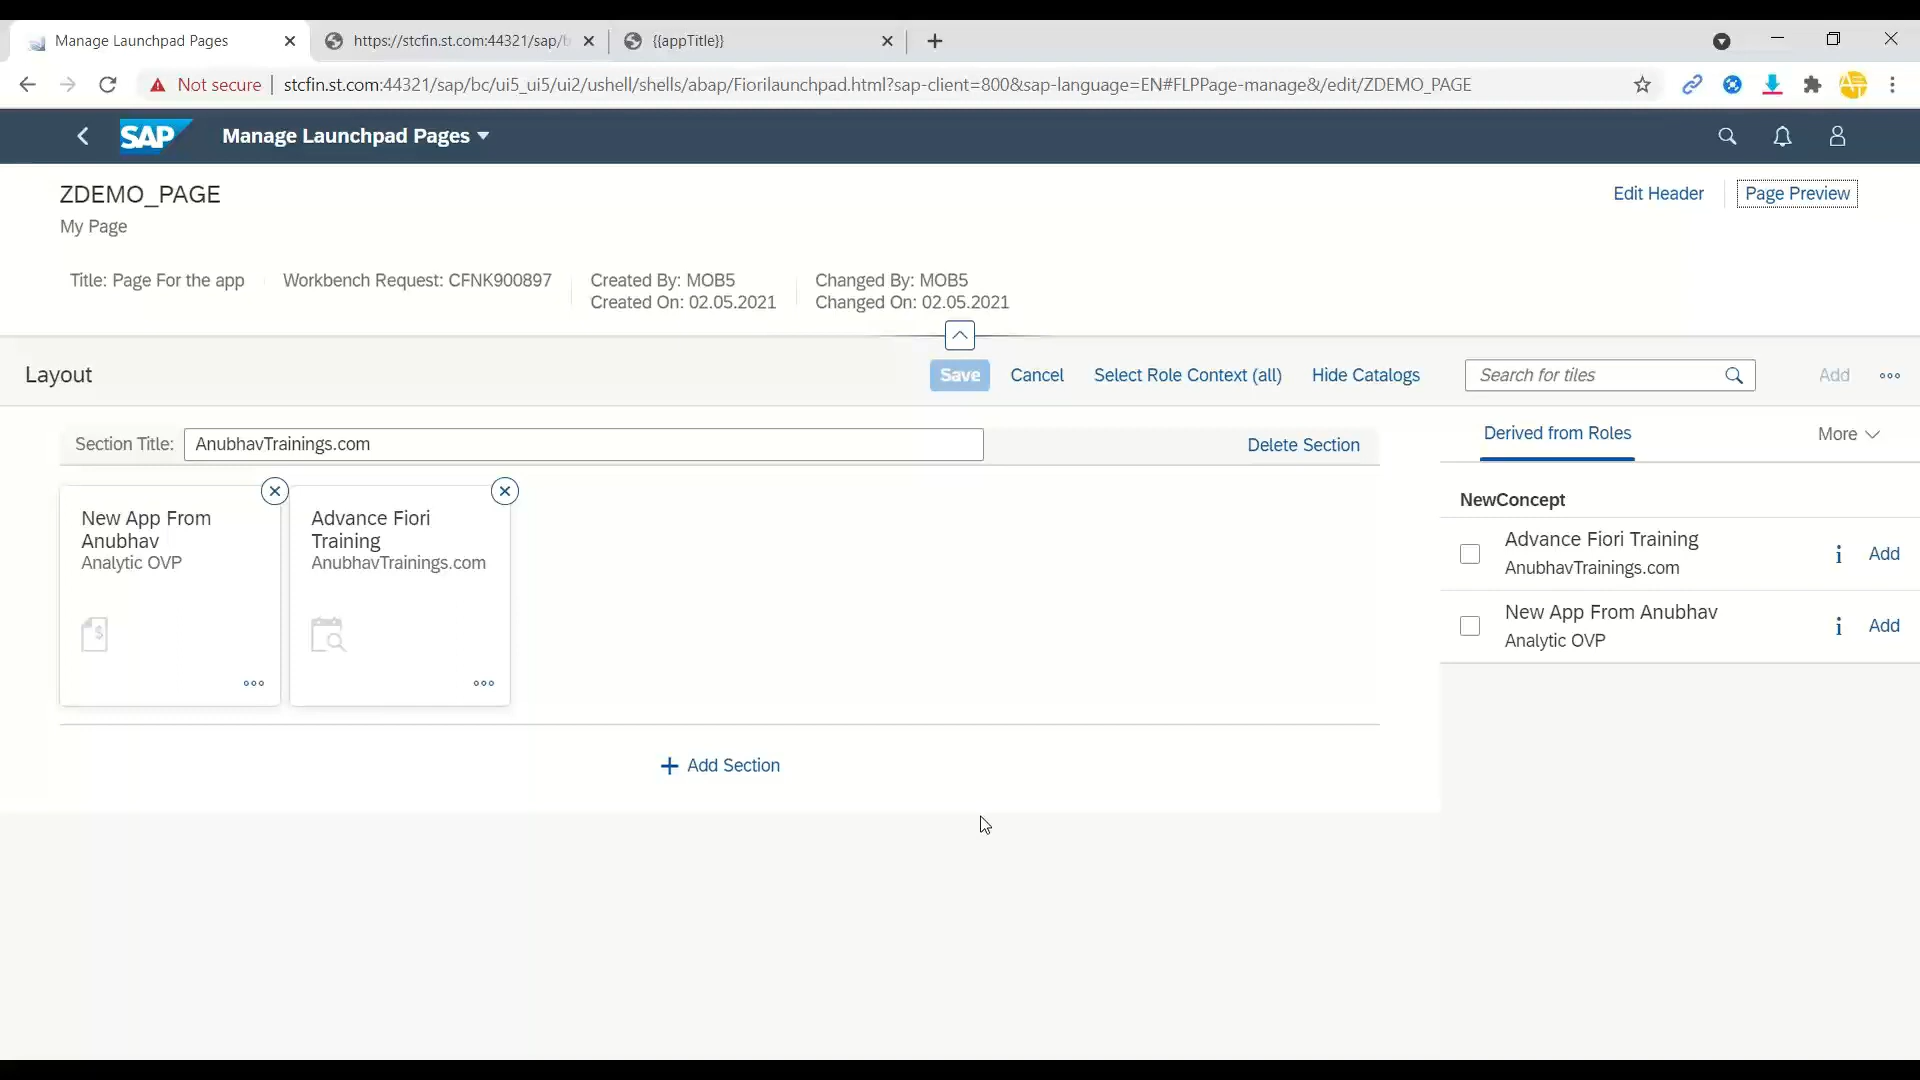 Manage Launchpad Pages
https://stcfin.st.com:44321/sap/b
{{appTitle}}
Not secure
stcfin.st.com:44321/sap/bc/ui5_ui5/ui2/ushell/shells/abap/Fiorilaunchpad.html?sap-client=800&sap-language=EN#FLPPage-manage&/edit/ZDEMO_PAGE
SAP
Manage Launchpad Pages
ZDEMO_PAGE
Edit Header
Page Preview
My Page
Title: Page For the app
Workbench Request: CFNK900897
Created By: MOB5
Created On: 02.05.2021
Changed By: MOB5
Changed On: 02.05.2021
Layout
Save
Cancel
Select Role Context (all)
Hide Catalogs
Search for tiles
Add
Section Title:
AnubhavTrainings.com
Delete Section
New App From
Anubhav
Analytic OVP
Advance Fiori
Training
AnubhavTrainings.com
Add Section
Derived from Roles
More
NewConcept
Advance Fiori Training
AnubhavTrainings.com
Add
New App From Anubhav
Analytic OVP
Add